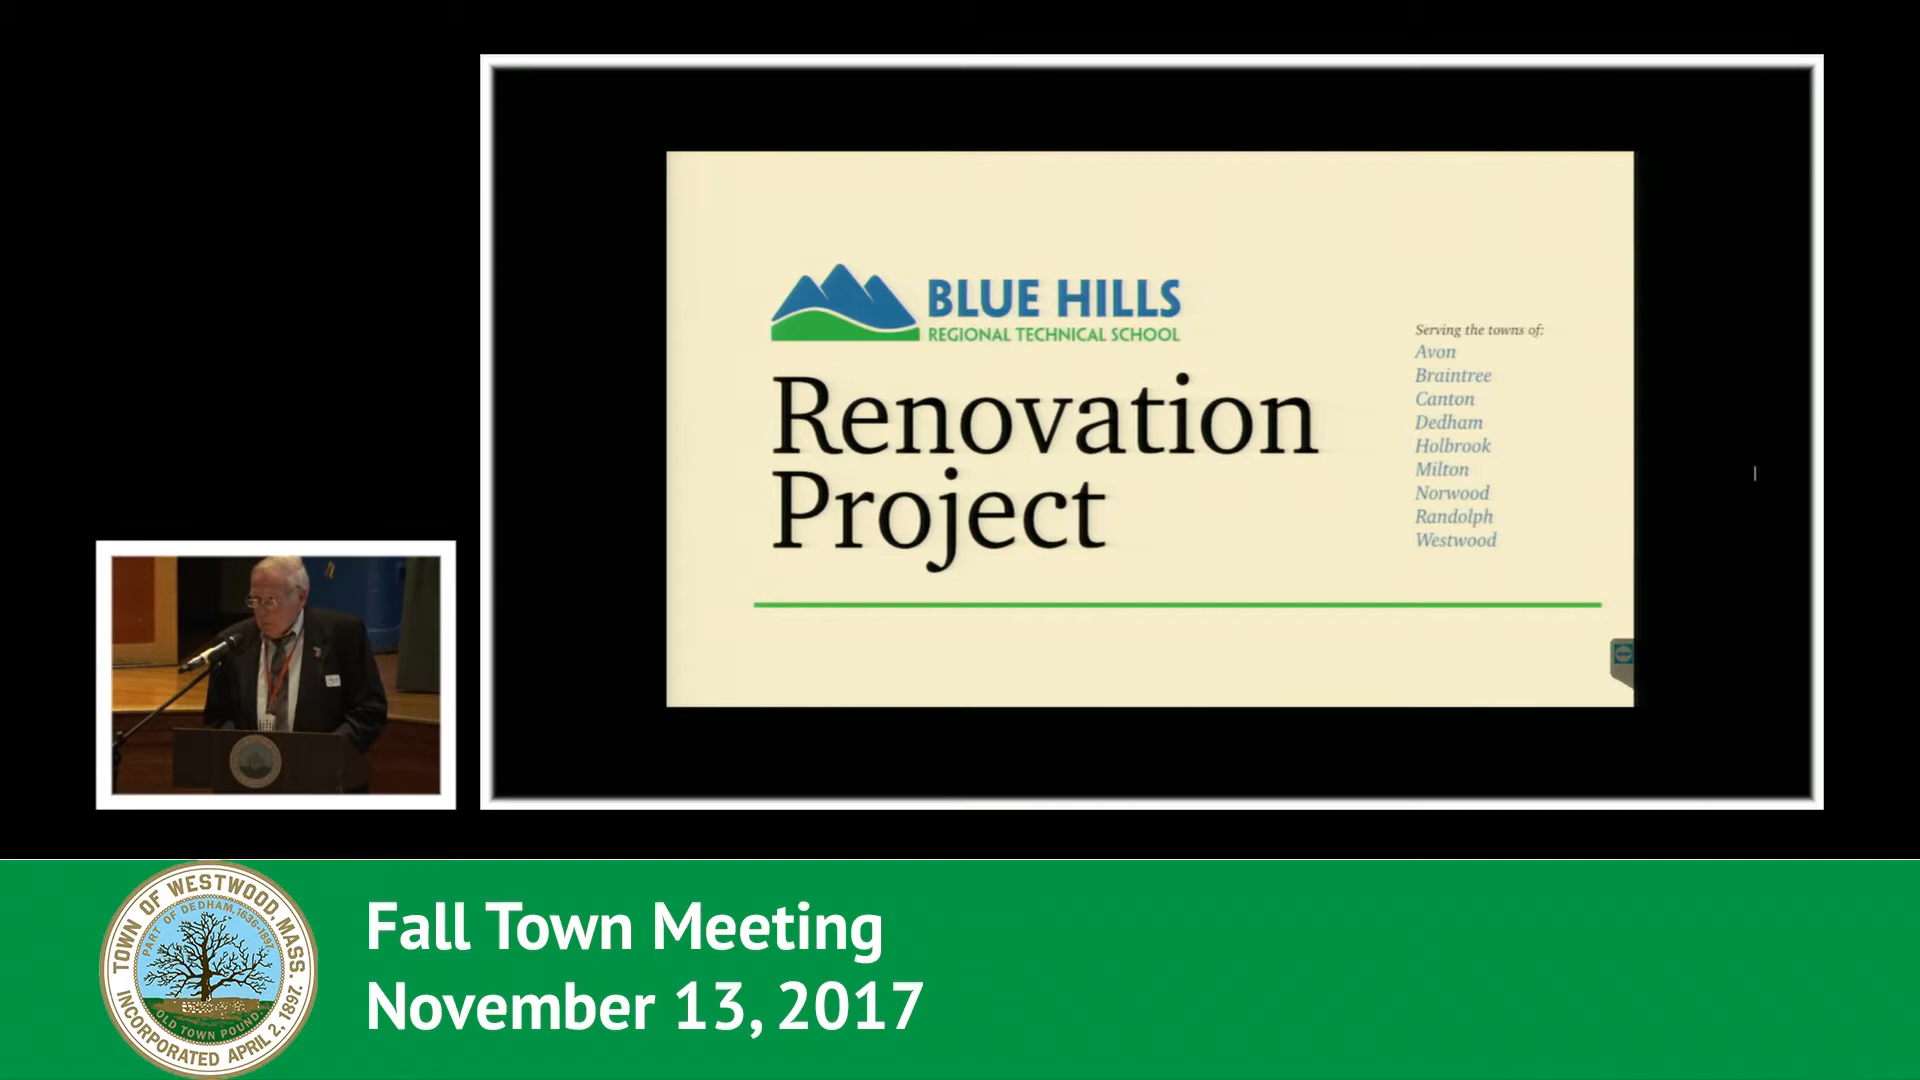 BLUE HILLS
REGIONAL TECHNICAL SCHOOL
Renovation
Project
Serving the towns of:
Avon
Braintree
Canton
Dedham
Holbrook
Milton
Norwood
Randolph
Westwood
TOWN OF WESTWOOD, MASS.
PART OF DEDHAM, 1636-1897.
OLD TOWN POUND.
INCORPORATED APRIL 2, 1897.
Fall Town Meeting
November 13, 2017